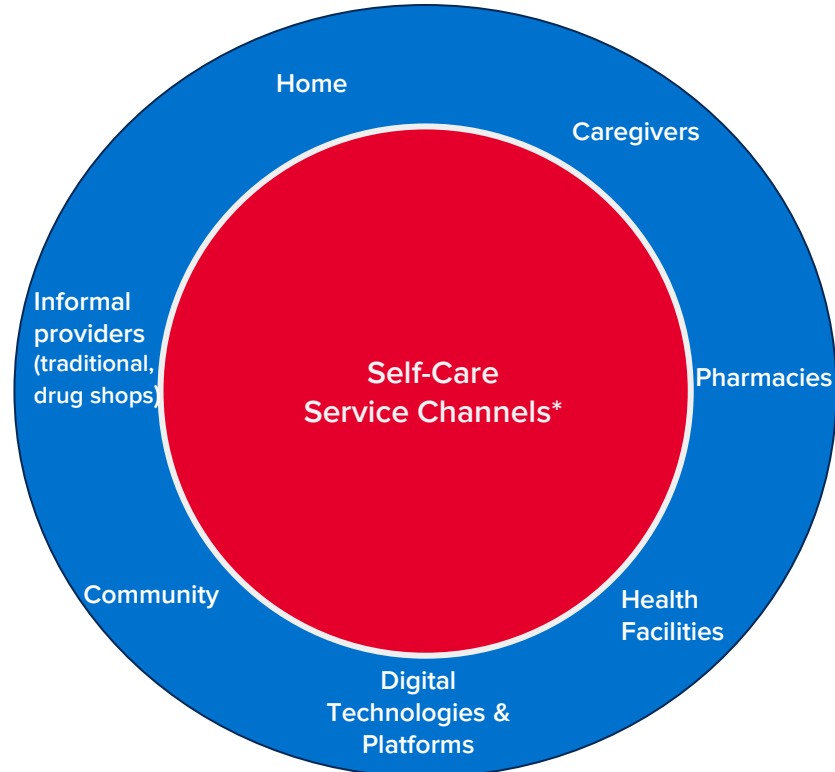 Home
Caregivers
Informal
providers
(traditional,
drug shops)
Self-Care
Service Channels*
Pharmacies
Community
Health
Facilities
Digital
Technologies &
Platforms